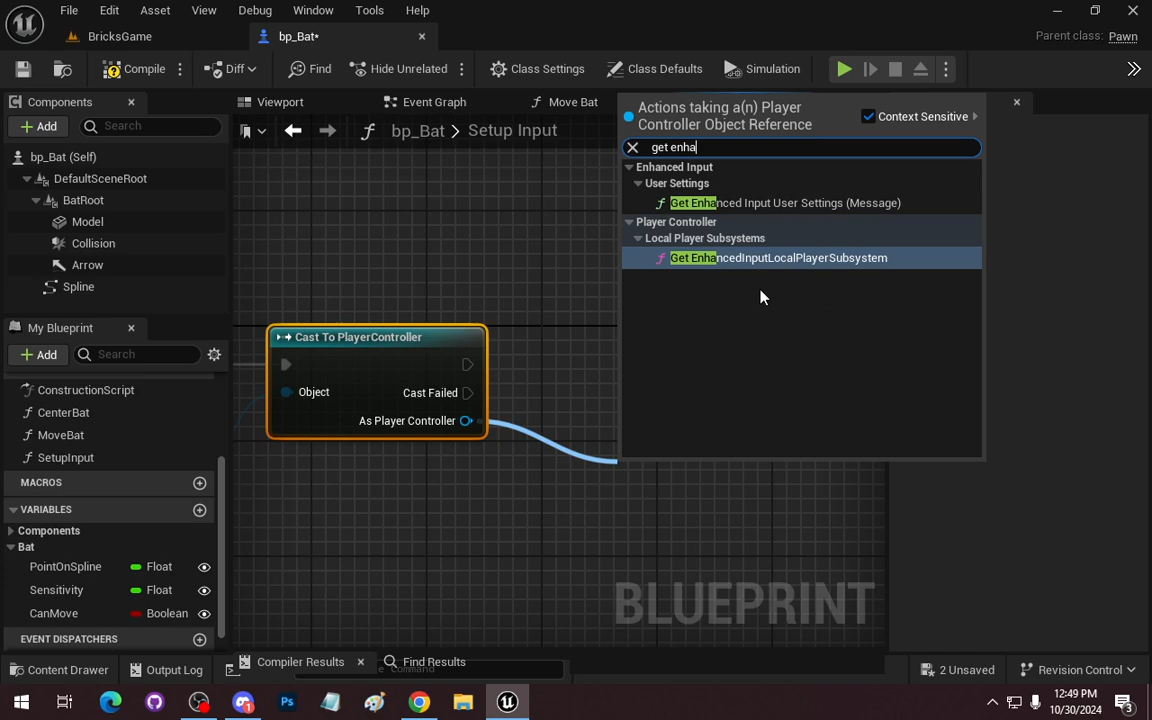 File Edit Asset View Debug Window Tools Help
BricksGame
bp_Bat*
Parent class: Pawn
Compile
Diff
Find
Hide Unrelated
Class Settings
Class Defaults
Simulation
Components
Viewport
Event Graph
Move Bat
Add
Search
bp_Bat > Setup Input
bp_Bat (Self)
DefaultSceneRoot
BatRoot
Model
Collision
Arrow
Spline
Actions taking a(n) Player
Controller Object Reference
Context Sensitive
get enha
Enhanced Input
User Settings
Get Enhanced Input User Settings (Message)
Player Controller
Local Player Subsystems
Get EnhancedInputLocalPlayerSubsystem
Cast To PlayerController
Object
Cast Failed
As Player Controller
My Blueprint
Add
Search
ConstructionScript
CenterBat
MoveBat
SetupInput
MACROS
VARIABLES
Components
Bat
PointOnSpline Float
Sensitivity Float
CanMove Boolean
EVENT DISPATCHERS
BLUEPRINT
Compiler Results
Find Results
Content Drawer
Output Log
2 Unsaved
Revision Control
12:49 PM
10/30/2024
3